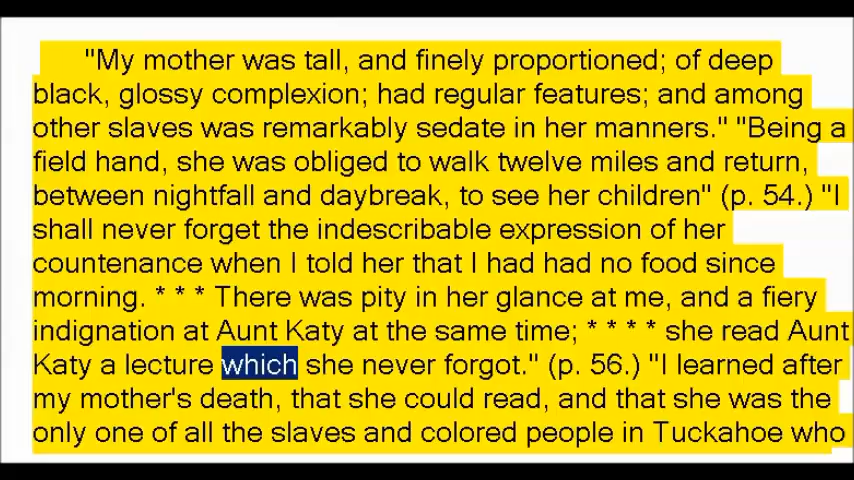 "My mother was tall, and finely proportioned; of deep
black, glossy complexion; had regular features; and among
other slaves was remarkably sedate in her manners." "Being a
field hand, she was obliged to walk twelve miles and return,
between nightfall and daybreak, to see her children" (p. 54.) "I
shall never forget the indescribable expression of her
countenance when I told her that I had had no food since
morning. * * * There was pity in her glance at me, and a fiery
indignation at Aunt Katy at the same time; * * * * she read Aunt
Katy a lecture which she never forgot." (p. 56.) "I learned after
my mother's death, that she could read, and that she was the
only one of all the slaves and colored people in Tuckahoe who